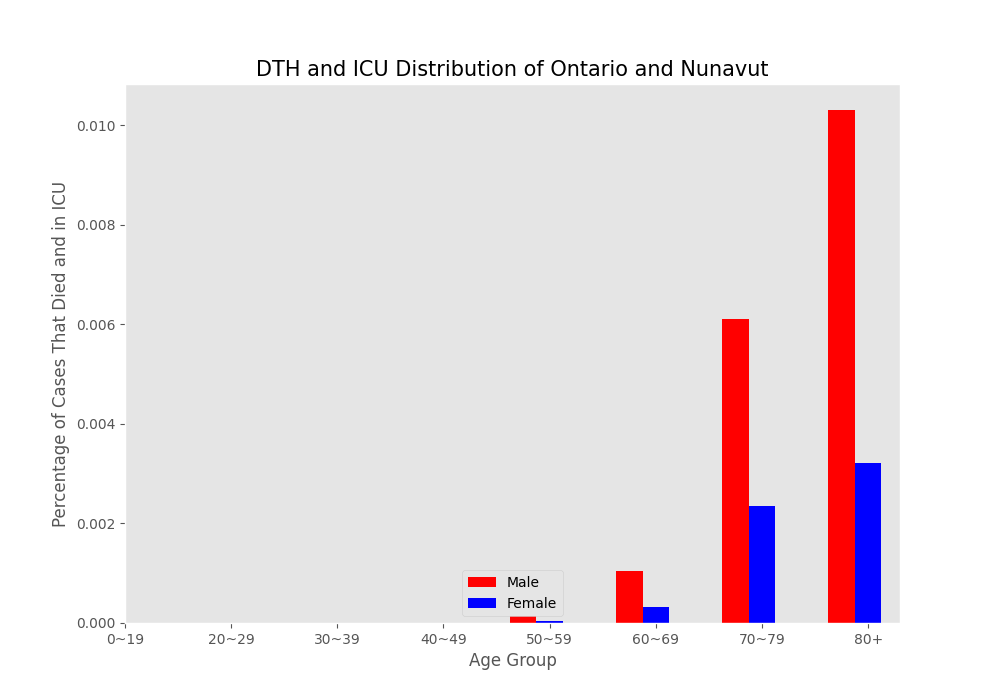 DTH and ICU Distribution of Ontario and Nunavut
Percentage of Cases That Died and in ICU
0.010
0.008
0.006
0.004
0.002
0.000
Male
Female
0~19 20~29 30~39 40~49 50~59 60~69 70~79 80+
Age Group